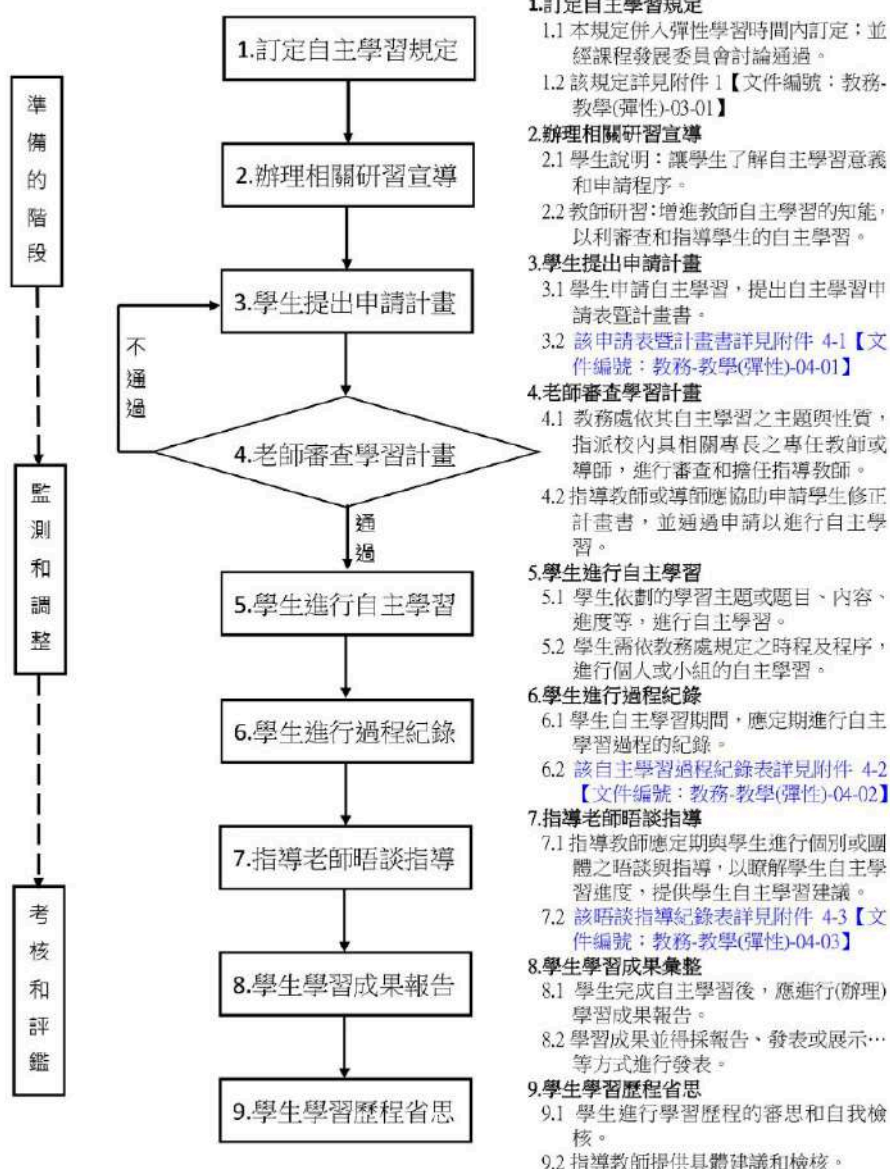 準備的階段
監測和調整
考核和評鑑
1.訂定自主學習規定
2.辦理相關研習宣導
3.學生提出申請計畫
不通過
4.老師審查學習計畫
通過
5.學生進行自主學習
6.學生進行過程紀錄
7.指導老師晤談指導
8.學生學習成果報告
9.學生學習歷程省思
1.訂定自主學習規定
1.1 本規定併入彈性學習時間內訂定；並
經課程發展委員會討論通過。
1.2 該規定詳見附件 1【文件編號：教務-
教學(彈性)-03-01】
2.辦理相關研習宣導
2.1 學生說明：讓學生了解自主學習意義
和申請程序。
2.2 教師研習：增進教師自主學習的知能，
以利審查和指導學生的自主學習。
3.學生提出申請計畫
3.1 學生申請自主學習，提出自主學習申
請表暨計畫書。
3.2 該申請表暨計畫書詳見附件 4-1【文
件編號：教務-教學(彈性)-04-01】
4.老師審查學習計畫
4.1 教務處依其自主學習之主題與性質，
指派校內具相關專長之專任教師或
導師，進行審查和擔任指導教師。
4.2 指導教師或導師應協助申請學生修正
計畫書，並通過申請以進行自主學
習。
5.學生進行自主學習
5.1 學生依劃的學習主題或題目、內容、
進度等，進行自主學習。
5.2 學生需依教務處規定之時程及程序，
進行個人或小組的自主學習。
6.學生進行過程紀錄
6.1 學生自主學習期間，應定期進行自主
學習過程的紀錄。
6.2 該自主學習過程紀錄表詳見附件 4-2
【文件編號：教務-教學(彈性)-04-02】
7.指導老師晤談指導
7.1 指導教師應定期與學生進行個別或團
體之晤談與指導，以瞭解學生自主學
習進度，提供學生自主學習建議。
7.2 該晤談指導紀錄表詳見附件 4-3【文
件編號：教務-教學(彈性)-04-03】
8.學生學習成果彙整
8.1 學生完成自主學習後，應進行(辦理)
學習成果報告。
8.2 學習成果並得採報告、發表或展示…
等方式進行發表。
9.學生學習歷程省思
9.1 學生進行學習歷程的審思和自我檢
核。
9.2 指導教師提供具體建議和檢核。